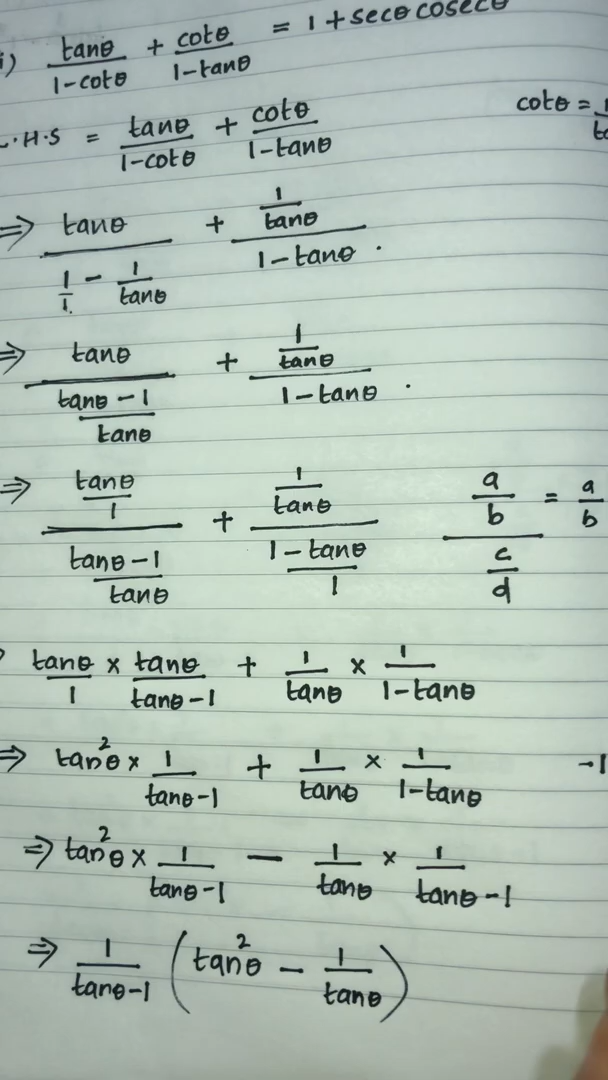 i) tanθ/(1-cotθ) + cotθ/(1-tanθ) = 1+secθcosecθ
L.H.S = tanθ/(1-cotθ) + cotθ/(1-tanθ) cotθ = 1/
⇒ tanθ/(1/1 - 1/tanθ) + (1/tanθ)/(1-tanθ) .
⇒ tanθ/((tanθ-1)/tanθ) + (1/tanθ)/(1-tanθ) .
⇒ (tanθ/1)/((tanθ-1)/tanθ) + (1/tanθ)/((1-tanθ)/1) (a/b)/(c/d) = a/b
tanθ/1 × tanθ/(tanθ-1) + 1/tanθ × 1/(1-tanθ)
⇒ tan²θ × 1/(tanθ-1) + 1/tanθ × 1/(1-tanθ) -1
⇒ tan²θ × 1/(tanθ-1) - 1/tanθ × 1/(tanθ-1)
⇒ 1/(tanθ-1) (tan²θ - 1/tanθ)